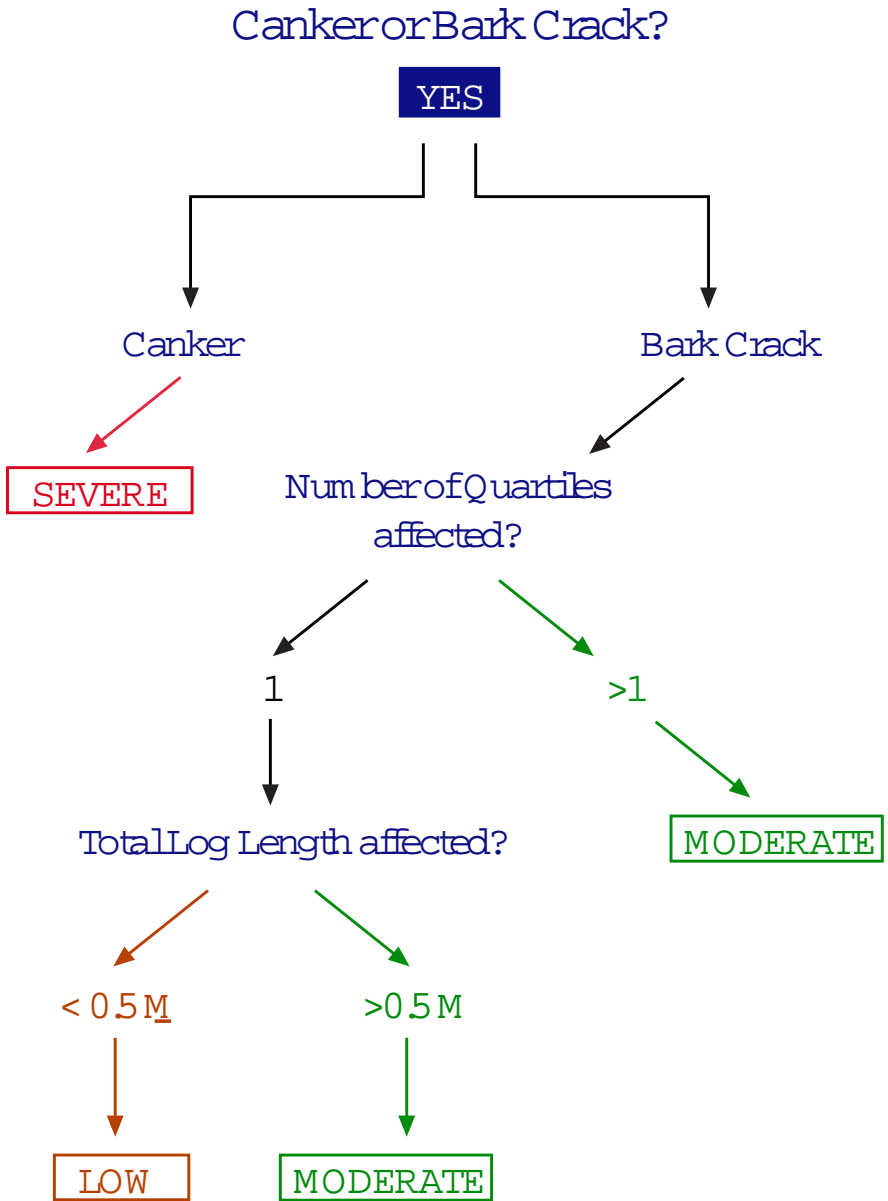 Canker or Bark Crack?
YES
Canker
Bark Crack
SEVERE
Number of Quartiles
affected?
1
>1
Total Log Length affected?
MODERATE
< 0.5 M
>0.5 M
LOW
MODERATE